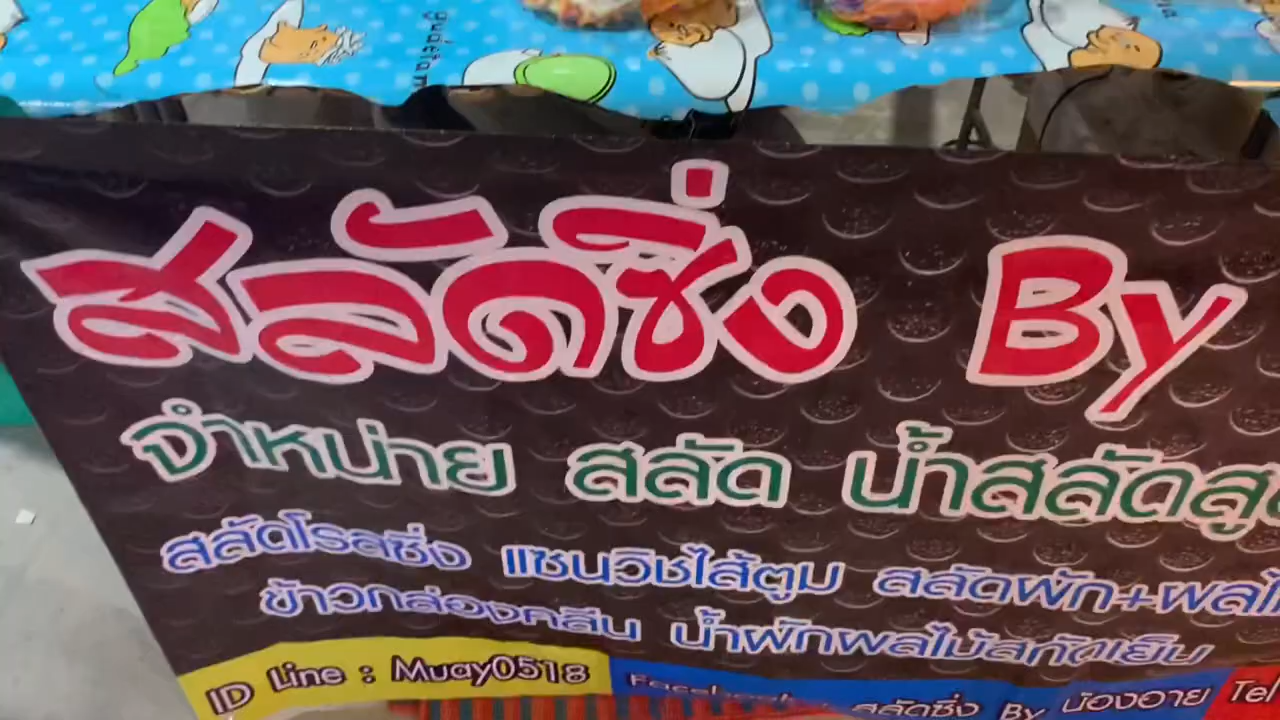 gudetama
สลัดซิ่ง By
จำหน่าย สลัด น้ำสลัดสู
สลัดโรลซิ่ง แซนวิชไส้ตูม สลัดผัก+ผลไ
ข้าวกล่องคลีน น้ำผักผลไม้สกัดเย็น
ID Line : Muay0518 Facebook สลัดซิ่ง By น้องอาย Tel